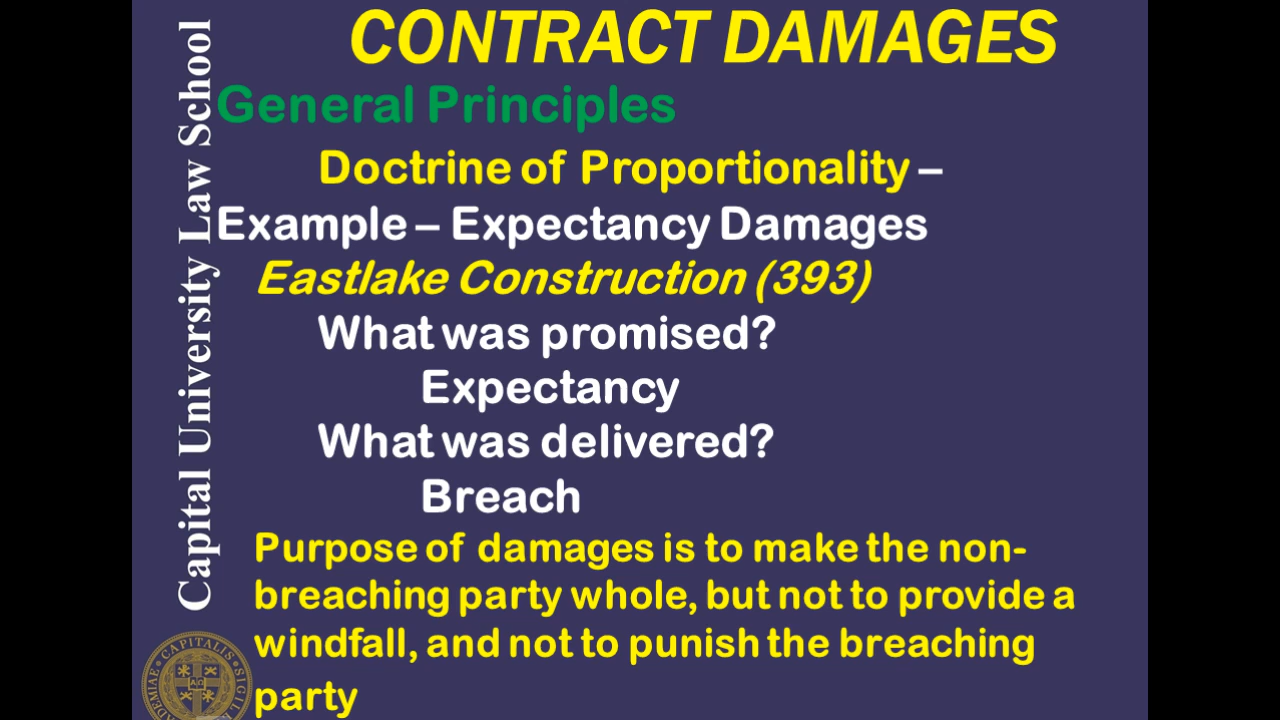 CONTRACT DAMAGES
Capital University Law School
General Principles
Doctrine of Proportionality –
Example – Expectancy Damages
Eastlake Construction (393)
What was promised?
Expectancy
What was delivered?
Breach
Purpose of damages is to make the non-
breaching party whole, but not to provide a
windfall, and not to punish the breaching
party
CAPITALIS